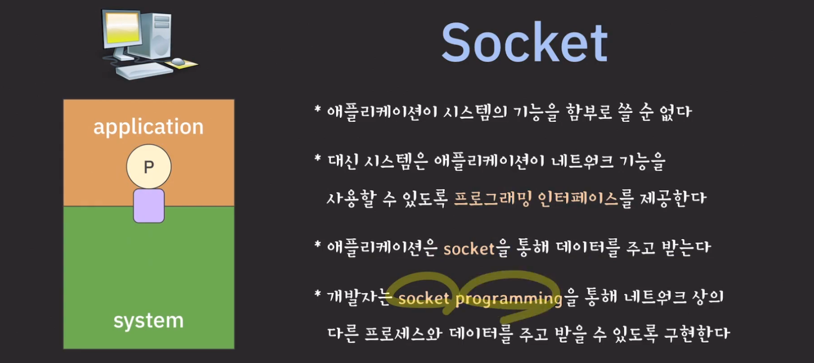 Socket
application
P
system
* 애플리케이션이 시스템의 기능을 함부로 쓸 순 없다
* 대신 시스템은 애플리케이션이 네트워크 기능을
사용할 수 있도록 프로그래밍 인터페이스를 제공한다
* 애플리케이션은 socket을 통해 데이터를 주고 받는다
* 개발자는 socket programming을 통해 네트워크 상의
다른 프로세스와 데이터를 주고 받을 수 있도록 구현한다